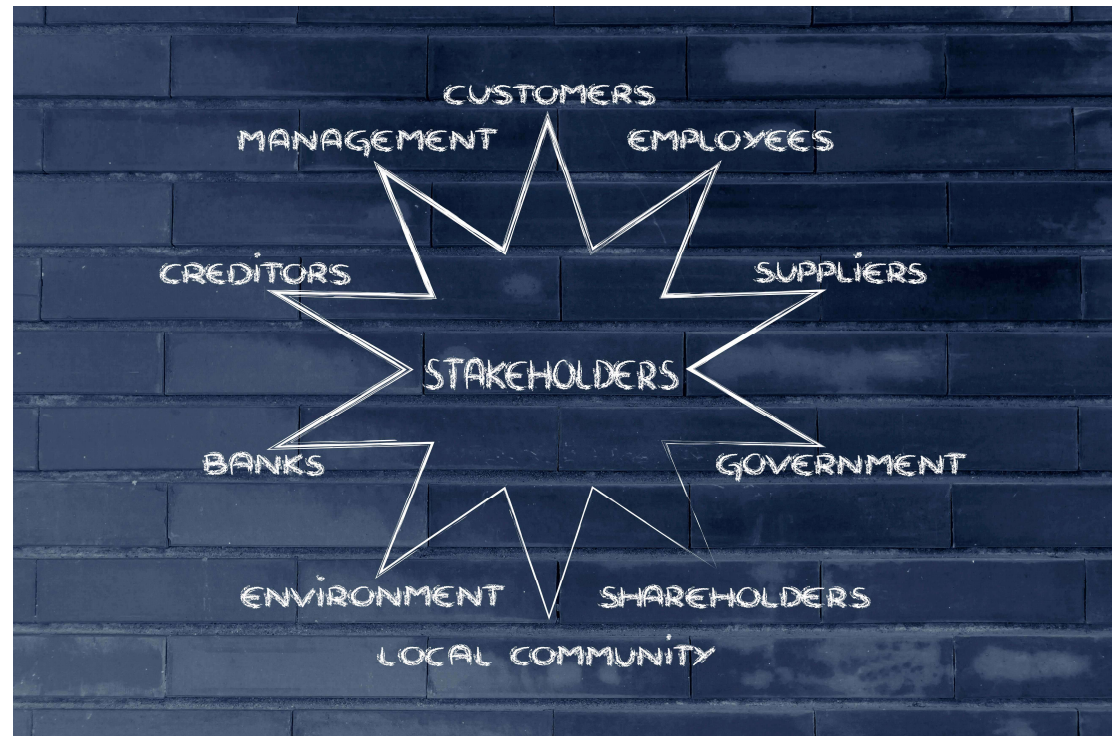 CUSTOMERS
MANAGEMENT
EMPLOYEES
CREDITORS
SUPPLIERS
STAKEHOLDERS
BANKS
GOVERNMENT
ENVIRONMENT
SHAREHOLDERS
LOCAL COMMUNITY